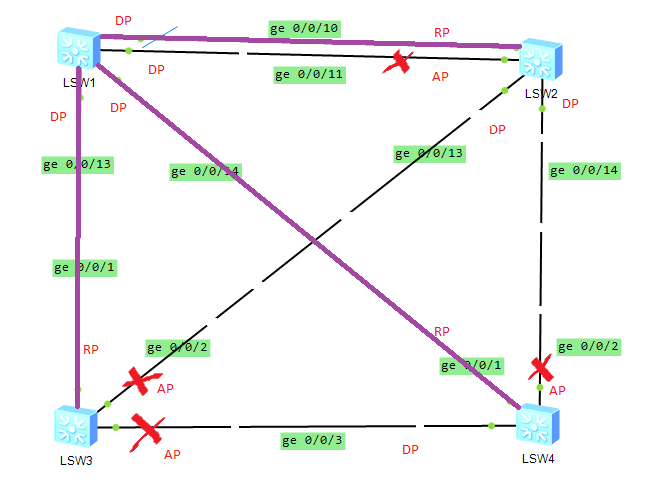 DP
ge 0/0/10
RP
DP
ge 0/0/11
AP
LSW1
LSW2
DP
DP
DP
DP
ge 0/0/13
ge 0/0/13
ge 0/0/14
ge 0/0/14
ge 0/0/1
RP
RP
ge 0/0/2
ge 0/0/2
ge 0/0/1
AP
AP
ge 0/0/3
DP
AP
LSW3
LSW4